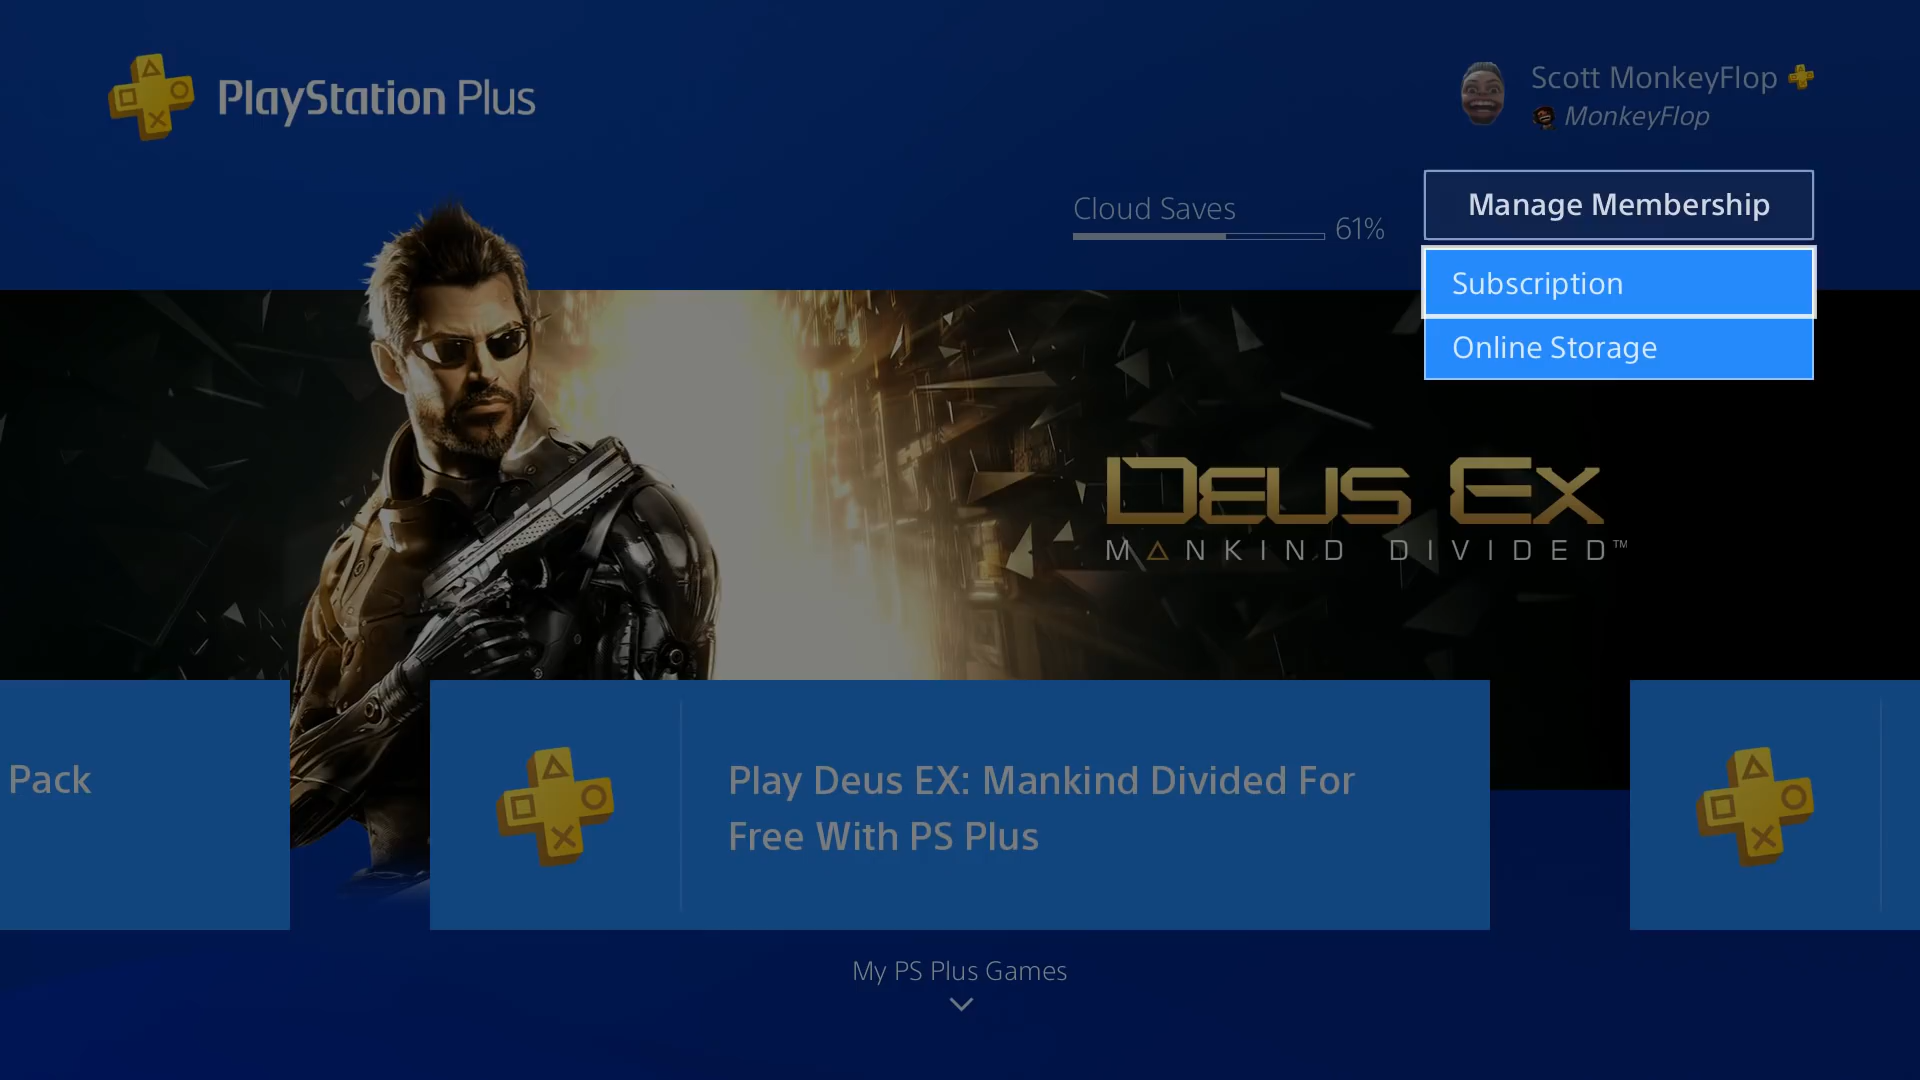 PlayStation Plus
Scott MonkeyFlop
MonkeyFlop
Cloud Saves
61%
Manage Membership
Subscription
Online Storage
DEUS EX
MANKIND DIVIDED™
Pack
Play Deus EX: Mankind Divided For
Free With PS Plus
My PS Plus Games